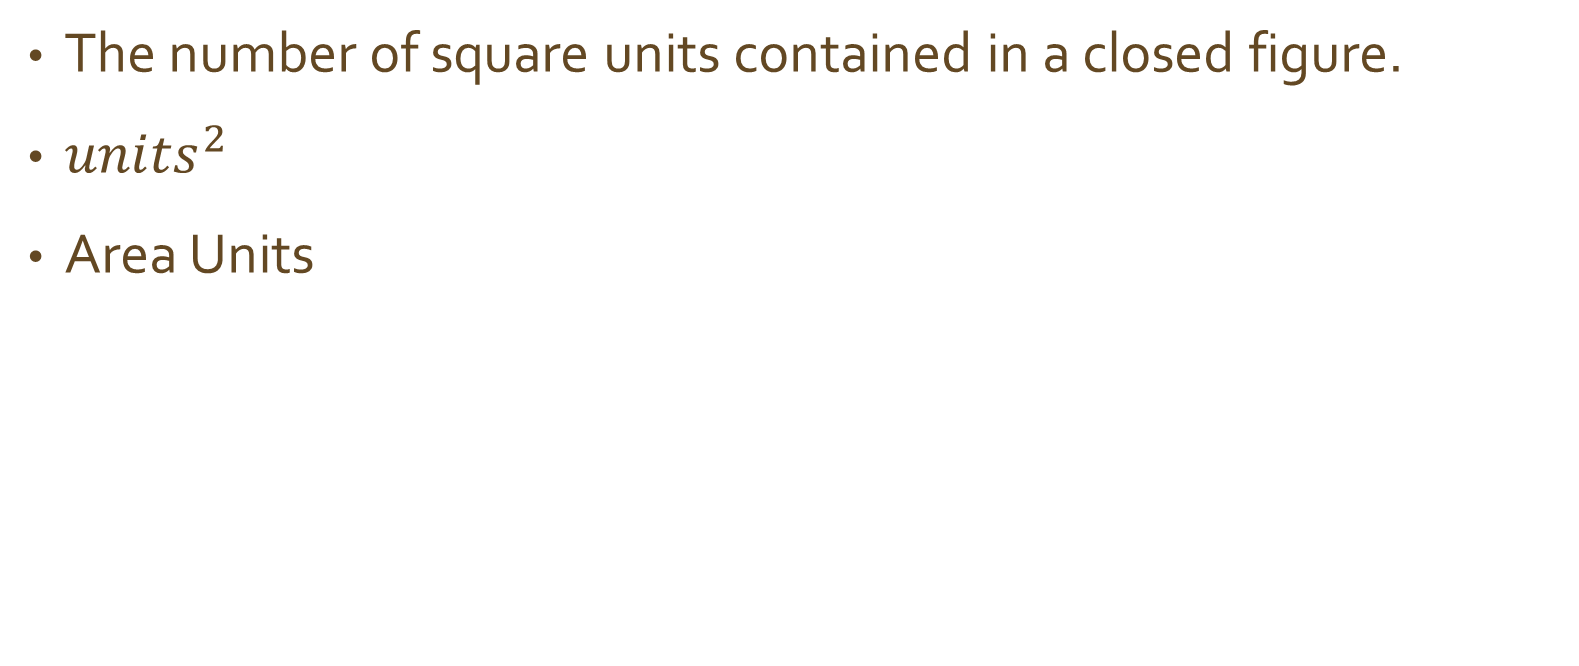 • The number of square units contained in a closed figure.
• units²
• Area Units